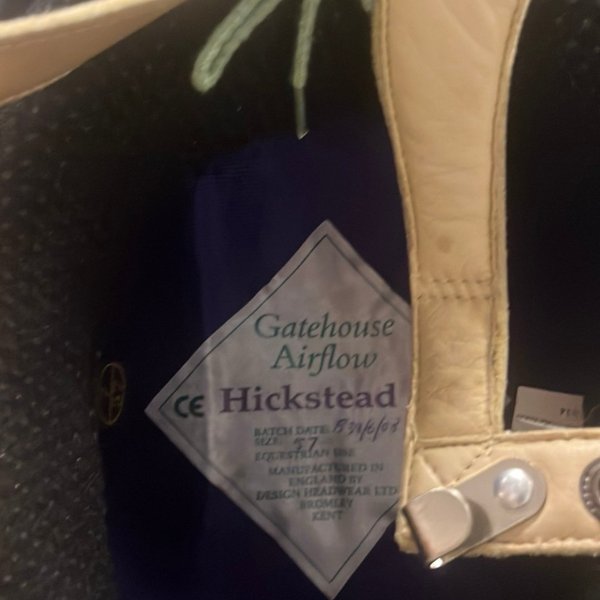 Gatehouse
Airflow
CE Hickstead
BATCH DATE:
SIZE: 57
EQUESTRIAN USE
MANUFACTURED IN
ENGLAND BY
DESIGN HEADWEAR LTD
BROMLEY
KENT